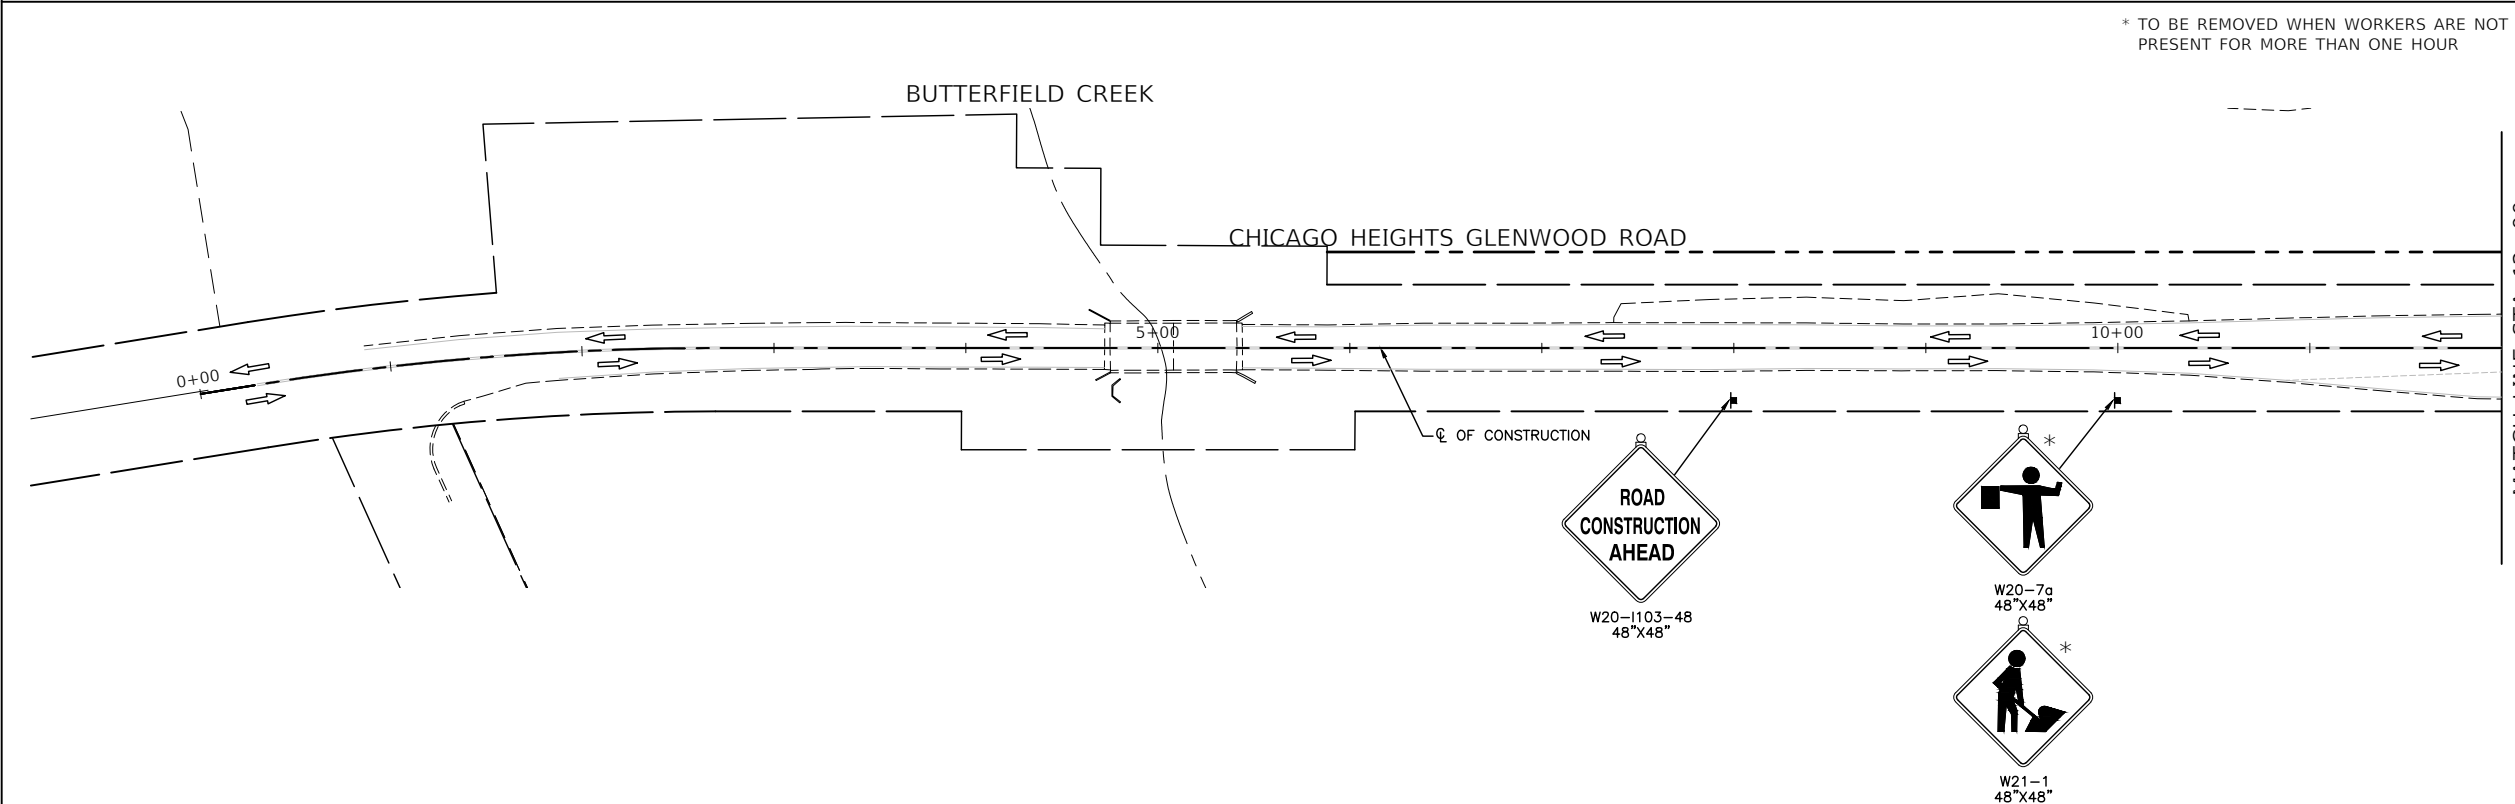 * TO BE REMOVED WHEN WORKERS ARE NOT
PRESENT FOR MORE THAN ONE HOUR
BUTTERFIELD CREEK
CHICAGO HEIGHTS GLENWOOD ROAD
0+00
5+00
10+00
℄ OF CONSTRUCTION
ROAD
CONSTRUCTION
AHEAD
W20-I103-48
48"X48"
*
W20-7a
48"X48"
*
W21-1
48"X48"